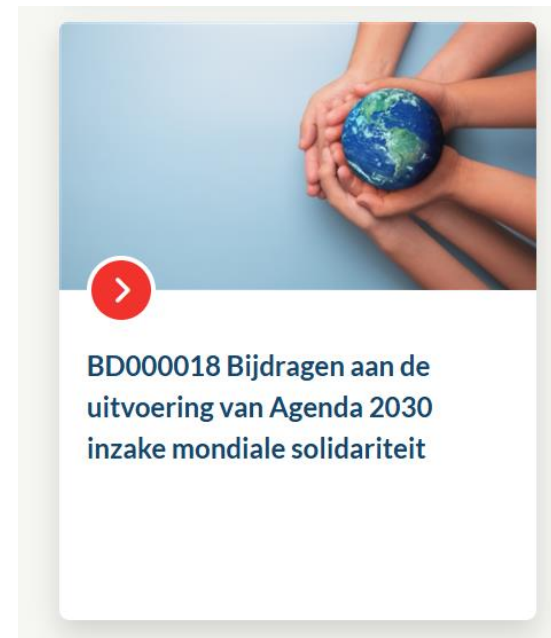 BD000018 Bijdragen aan de
uitvoering van Agenda 2030
inzake mondiale solidariteit